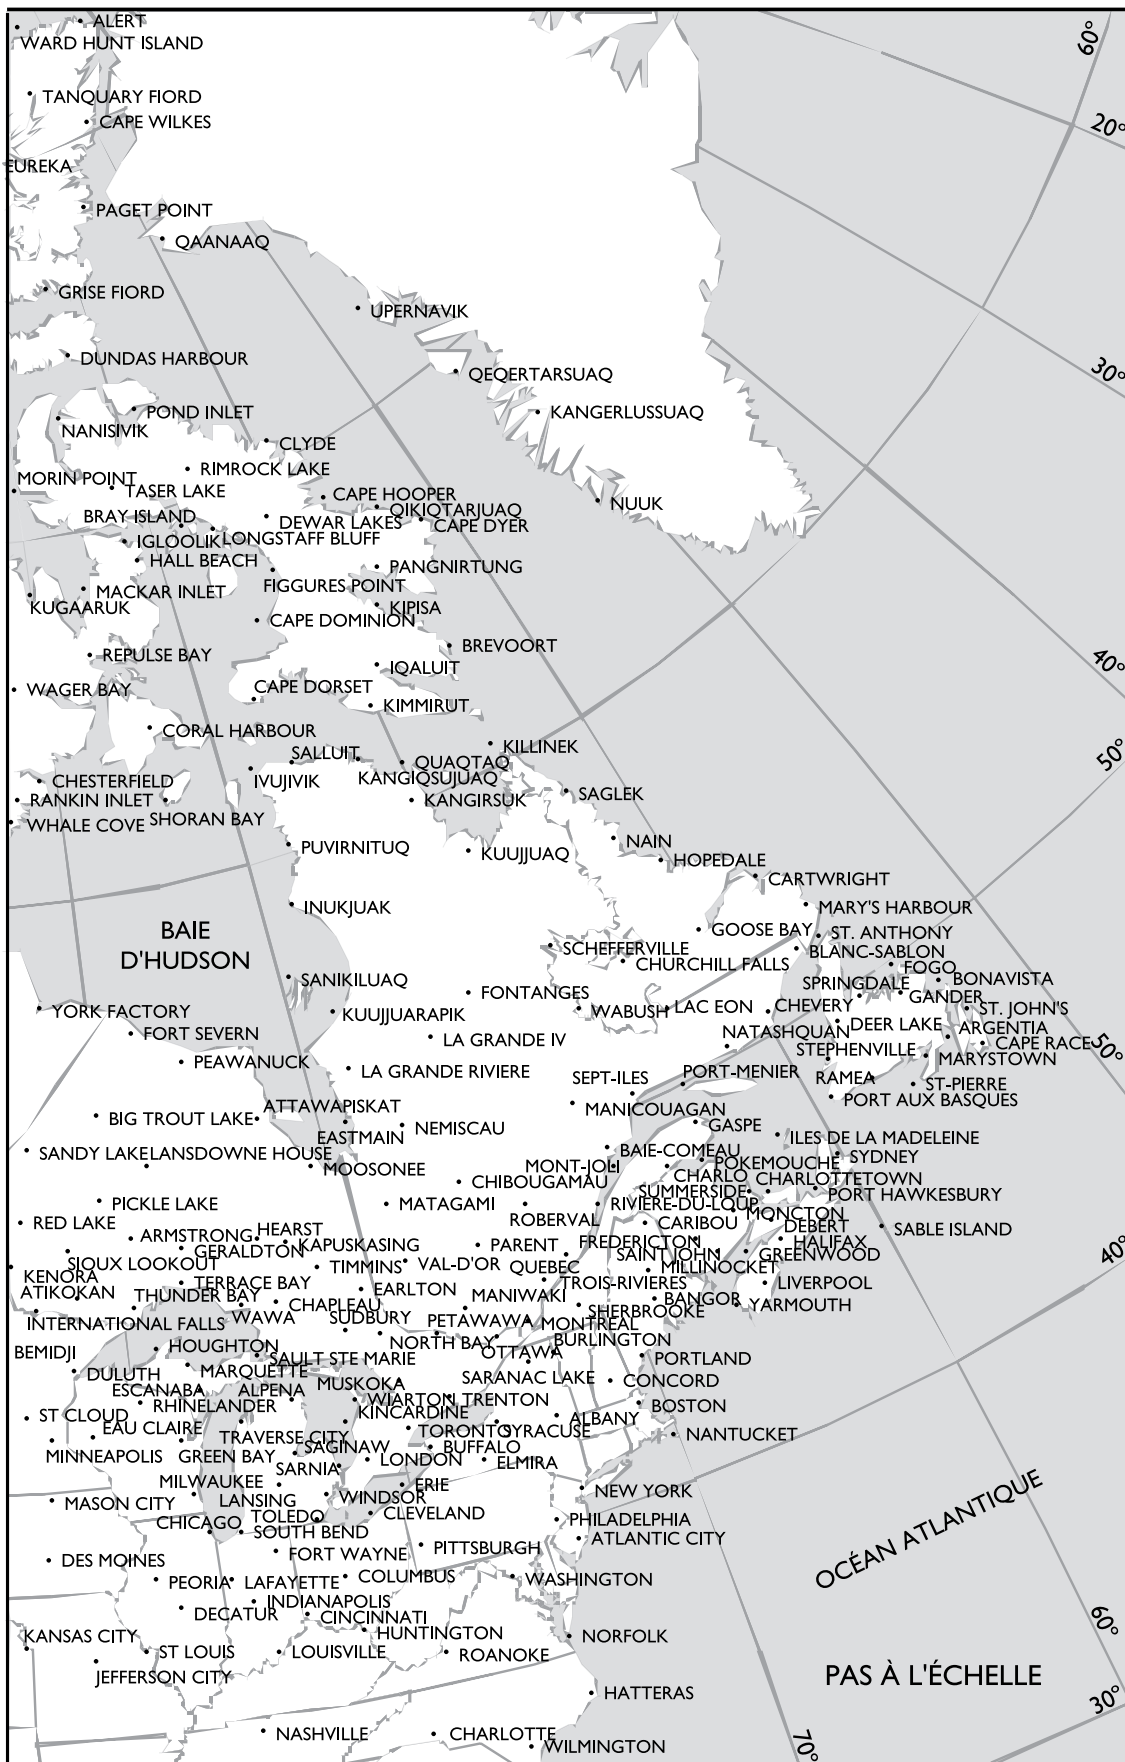 ALERT
WARD HUNT ISLAND
60°
TANQUARY FIORD
CAPE WILKES
20°
EUREKA
PAGET POINT
QAANAAQ
GRISE FIORD
UPERNAVIK
DUNDAS HARBOUR
30°
QEQERTARSUAQ
POND INLET
KANGERLUSSUAQ
NANISIVIK
CLYDE
RIMROCK LAKE
MORIN POINT
TASER LAKE
CAPE HOOPER
NUUK
QIKIQTARJUAQ
BRAY ISLAND
DEWAR LAKES
CAPE DYER
IGLOOLIK
LONGSTAFF BLUFF
HALL BEACH
PANGNIRTUNG
FIGGURES POINT
MACKAR INLET
KUGAARUK
KIPISA
CAPE DOMINION
BREVOORT
REPULSE BAY
40°
IQALUIT
WAGER BAY
CAPE DORSET
KIMMIRUT
CORAL HARBOUR
KILLINEK
SALLUIT
50°
QUAQTAQ
CHESTERFIELD
IVUJIVIK
KANGIQSUJUAQ
SAGLEK
RANKIN INLET
KANGIRSUK
WHALE COVE
SHORAN BAY
NAIN
PUVIRNITUQ
KUUJJUAQ
HOPEDALE
CARTWRIGHT
INUKJUAK
MARY'S HARBOUR
BAIE
D'HUDSON
GOOSE BAY
ST. ANTHONY
SCHEFFERVILLE
BLANC-SABLON
CHURCHILL FALLS
FOGO
SANIKILUAQ
SPRINGDALE
BONAVISTA
FONTANGES
GANDER
YORK FACTORY
KUUJJUARAPIK
WABUSH
LAC EON
CHEVERY
ST. JOHN'S
FORT SEVERN
NATASHQUAN
DEER LAKE
ARGENTIA
LA GRANDE IV
CAPE RACE
50°
STEPHENVILLE
MARYSTOWN
PEAWANUCK
LA GRANDE RIVIERE
SEPT-ILES
PORT-MENIER
RAMEA
ST-PIERRE
PORT AUX BASQUES
ATTAWAPISKAT
MANICOUAGAN
BIG TROUT LAKE
EASTMAIN
NEMISCAU
GASPE
ILES DE LA MADELEINE
SANDY LAKE
LANSDOWNE HOUSE
BAIE-COMEAU
SYDNEY
MOOSONEE
MONT-JOLI
POKEMOUCHE
CHIBOUGAMAU
CHARLO
CHARLOTTETOWN
SUMMERSIDE
PORT HAWKESBURY
PICKLE LAKE
MATAGAMI
RIVIERE-DU-LOUP
MONCTON
RED LAKE
ROBERVAL
CARIBOU
DEBERT
SABLE ISLAND
ARMSTRONG
HEARST
FREDERICTON
HALIFAX
GERALDTON
KAPUSKASING
PARENT
SAINT JOHN
GREENWOOD
40°
SIOUX LOOKOUT
TIMMINS
VAL-D'OR
QUEBEC
MILLINOCKET
KENORA
TERRACE BAY
TROIS-RIVIERES
LIVERPOOL
ATIKOKAN
THUNDER BAY
EARLTON
MANIWAKI
BANGOR
YARMOUTH
CHAPLEAU
SHERBROOKE
WAWA
SUDBURY
PETAWAWA
MONTREAL
INTERNATIONAL FALLS
NORTH BAY
BURLINGTON
BEMIDJI
HOUGHTON
SAULT STE MARIE
OTTAWA
PORTLAND
DULUTH
MARQUETTE
MUSKOKA
SARANAC LAKE
CONCORD
ESCANABA
ALPENA
WIARTON
TRENTON
RHINELANDER
BOSTON
ST CLOUD
KINCARDINE
ALBANY
EAU CLAIRE
TRAVERSE CITY
TORONTO
SYRACUSE
NANTUCKET
MINNEAPOLIS
GREEN BAY
SAGINAW
BUFFALO
LONDON
ELMIRA
SARNIA
MILWAUKEE
ERIE
NEW YORK
MASON CITY
LANSING
WINDSOR
CHICAGO
TOLEDO
CLEVELAND
PHILADELPHIA
SOUTH BEND
ATLANTIC CITY
OCÉAN ATLANTIQUE
FORT WAYNE
PITTSBURGH
DES MOINES
COLUMBUS
WASHINGTON
PEORIA
LAFAYETTE
INDIANAPOLIS
DECATUR
CINCINNATI
60°
KANSAS CITY
HUNTINGTON
NORFOLK
ST LOUIS
LOUISVILLE
ROANOKE
JEFFERSON CITY
PAS À L'ÉCHELLE
HATTERAS
30°
NASHVILLE
CHARLOTTE
WILMINGTON
70°